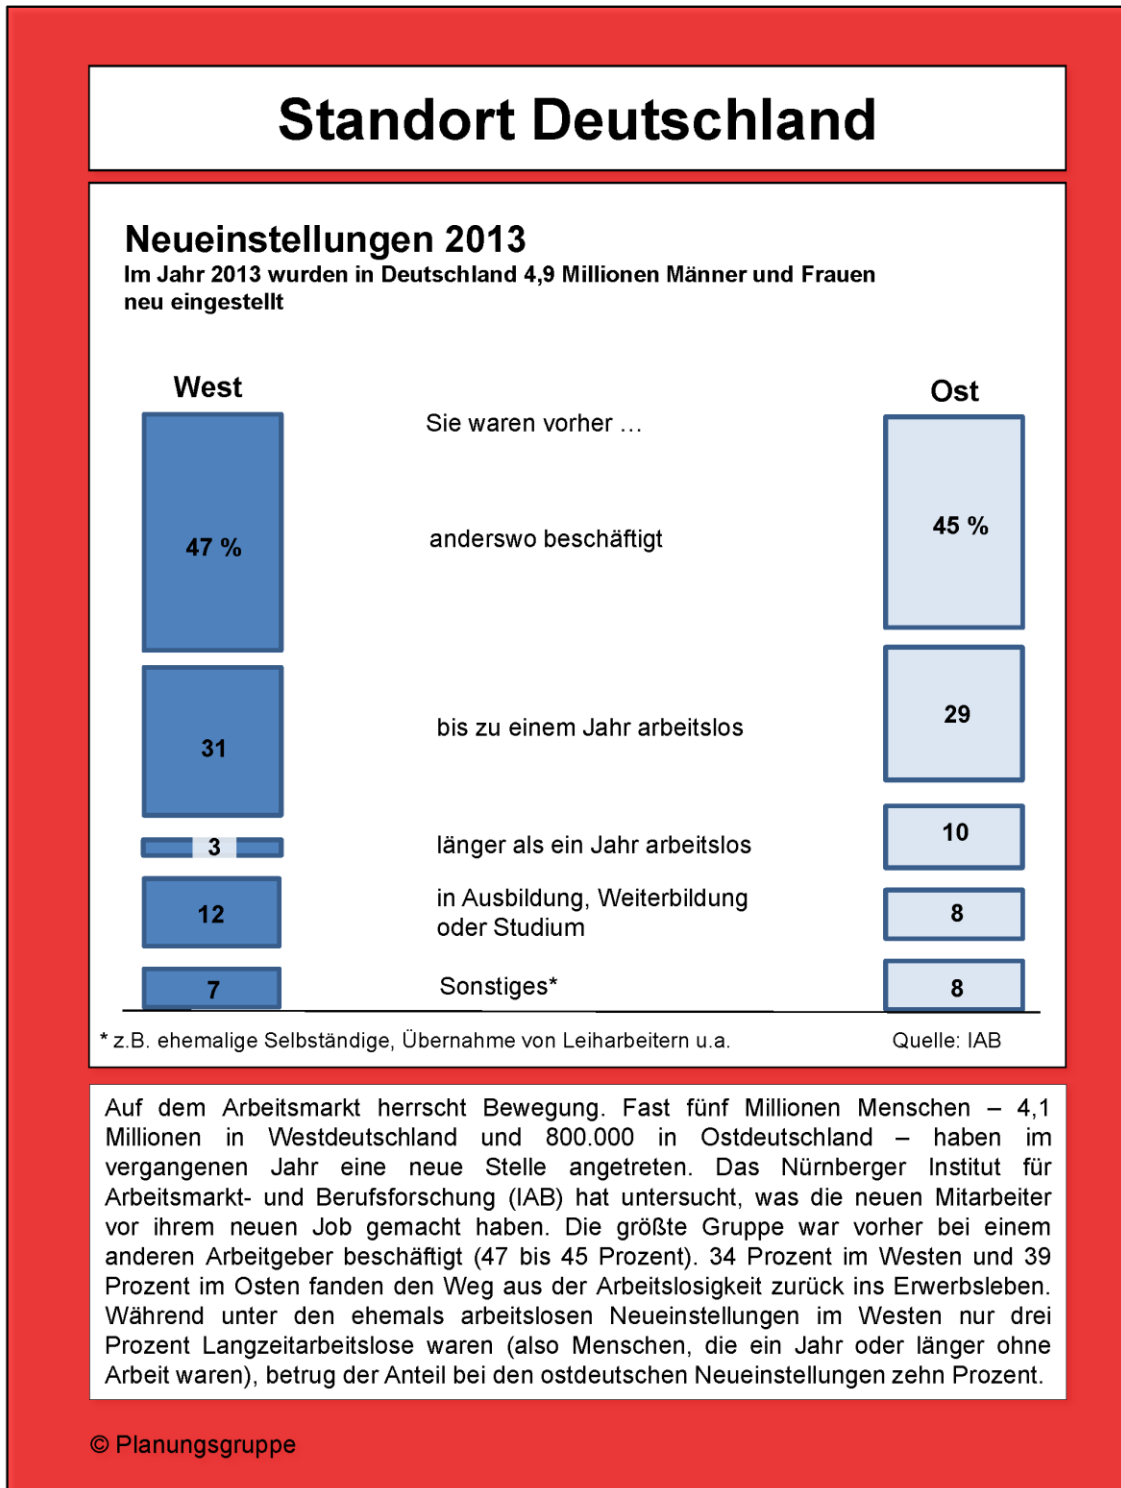 Standort Deutschland
Neueinstellungen 2013
Im Jahr 2013 wurden in Deutschland 4,9 Millionen Männer und Frauen
neu eingestellt
West
Ost
Sie waren vorher …
47 %
anderswo beschäftigt
45 %
31
bis zu einem Jahr arbeitslos
29
3
länger als ein Jahr arbeitslos
10
12
in Ausbildung, Weiterbildung
oder Studium
8
7
Sonstiges*
8
* z.B. ehemalige Selbständige, Übernahme von Leiharbeitern u.a.
Quelle: IAB
Auf dem Arbeitsmarkt herrscht Bewegung. Fast fünf Millionen Menschen – 4,1
Millionen in Westdeutschland und 800.000 in Ostdeutschland – haben im
vergangenen Jahr eine neue Stelle angetreten. Das Nürnberger Institut für
Arbeitsmarkt- und Berufsforschung (IAB) hat untersucht, was die neuen Mitarbeiter
vor ihrem neuen Job gemacht haben. Die größte Gruppe war vorher bei einem
anderen Arbeitgeber beschäftigt (47 bis 45 Prozent). 34 Prozent im Westen und 39
Prozent im Osten fanden den Weg aus der Arbeitslosigkeit zurück ins Erwerbsleben.
Während unter den ehemals arbeitslosen Neueinstellungen im Westen nur drei
Prozent Langzeitarbeitslose waren (also Menschen, die ein Jahr oder länger ohne
Arbeit waren), betrug der Anteil bei den ostdeutschen Neueinstellungen zehn Prozent.
© Planungsgruppe